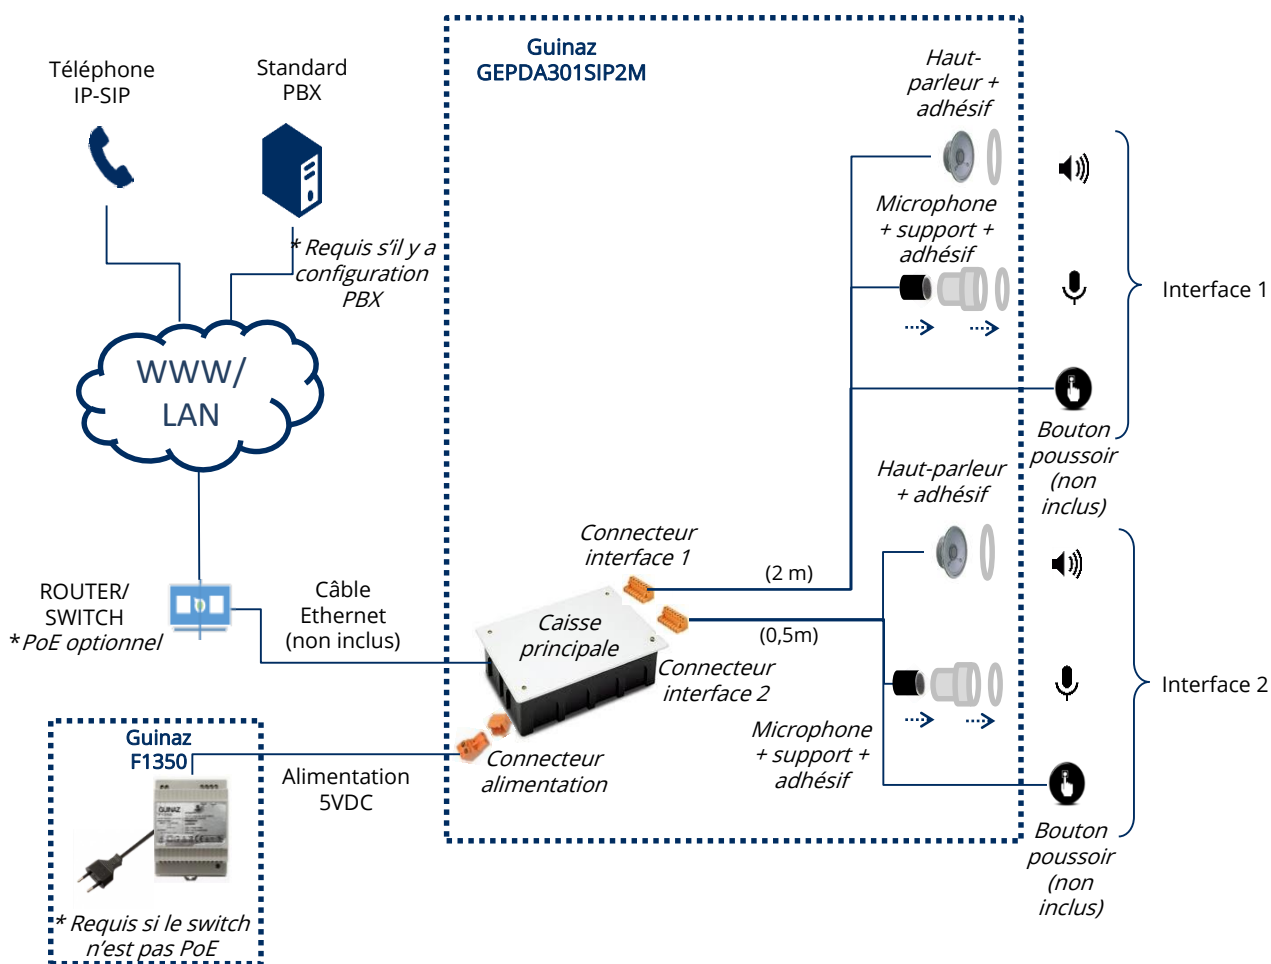 Téléphone
IP-SIP
Standard
PBX
* Requis s'il y a
configuration
PBX
WWW/
LAN
ROUTER/
SWITCH
*PoE optionnel
Câble
Ethernet
(non inclus)
Guinaz
F1350
GUINAZ
* Requis si le switch
n'est pas PoE
Alimentation
5VDC
Guinaz
GEPDA301SIP2M
Connecteur
interface 1
Caisse
principale
Connecteur
interface 2
Connecteur
alimentation
(2 m)
(0,5m)
Haut-
parleur +
adhésif
Microphone
+ support +
adhésif
Bouton
poussoir
(non
inclus)
Interface 1
Haut-parleur
+ adhésif
Microphone
+ support +
adhésif
Bouton
poussoir
(non
inclus)
Interface 2